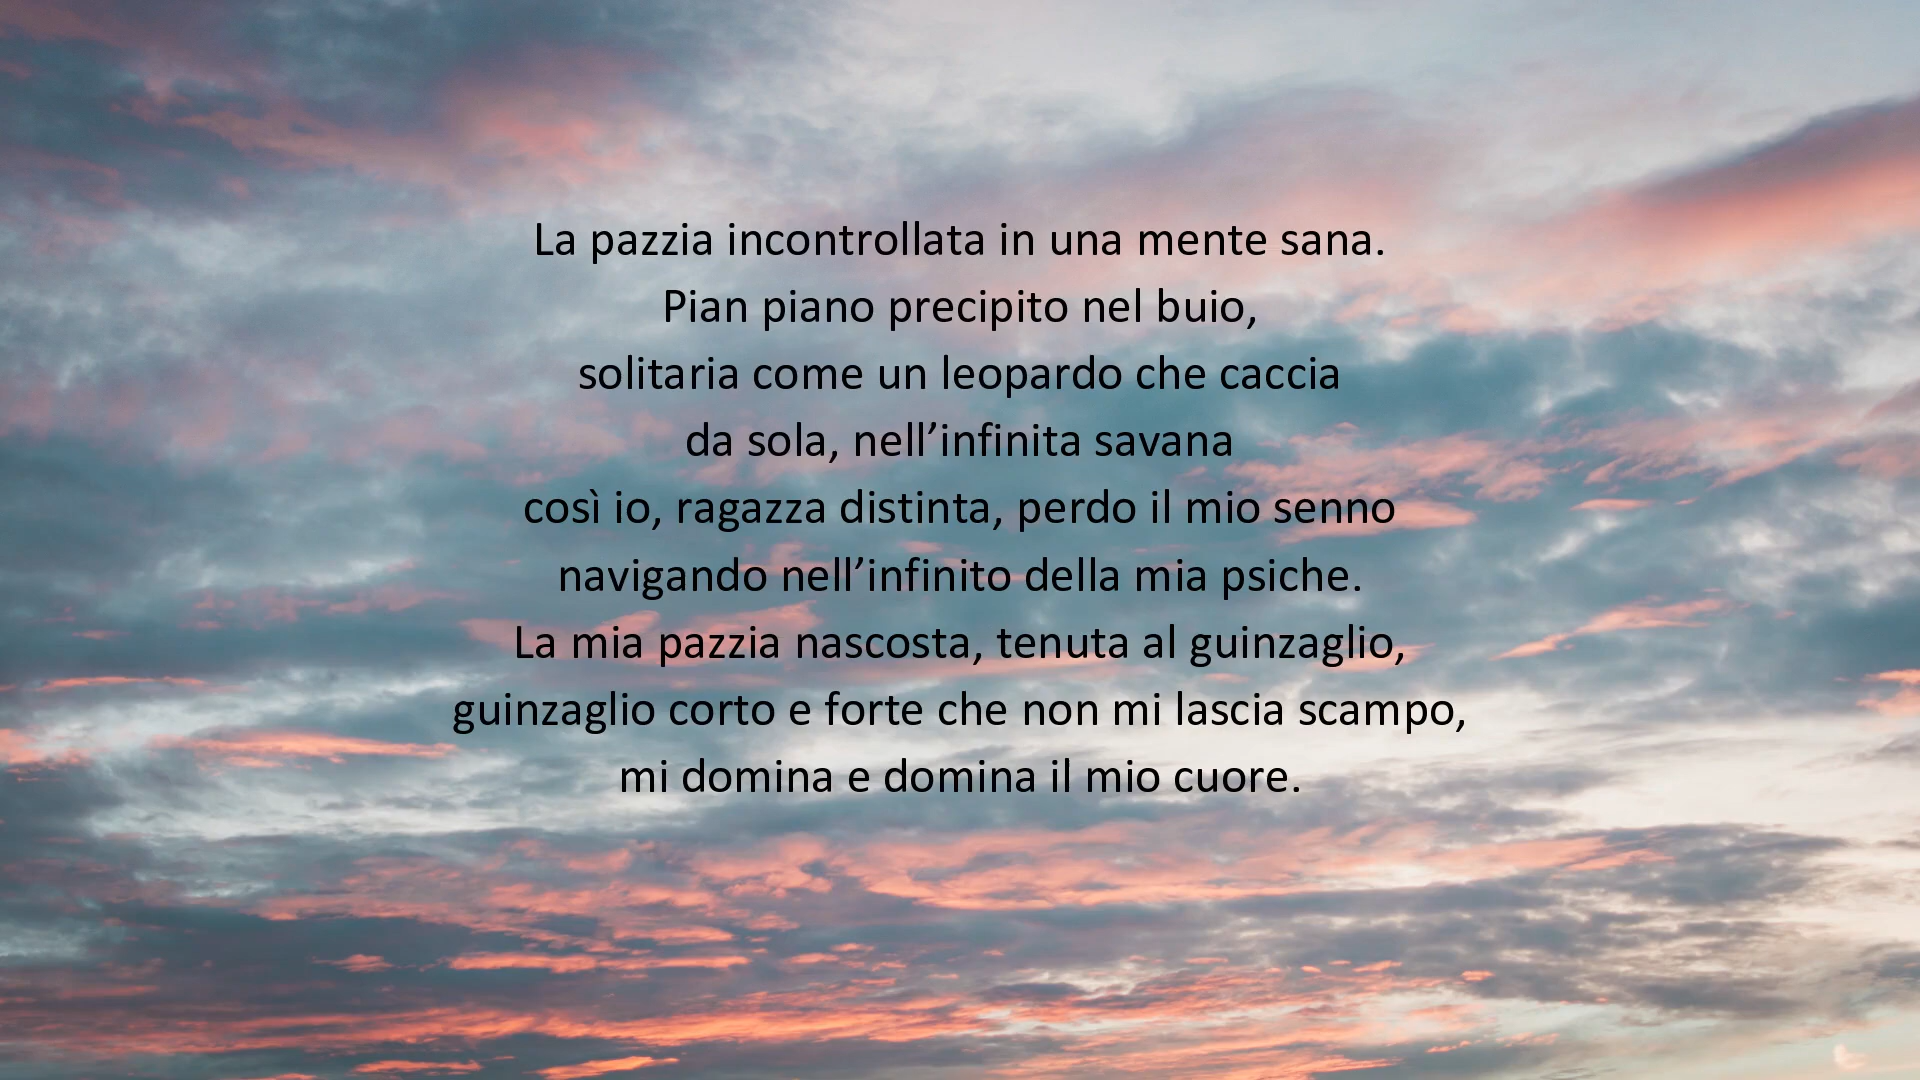 La pazzia incontrollata in una mente sana.
Pian piano precipito nel buio,
solitaria come un leopardo che caccia
da sola, nell’infinita savana
così io, ragazza distinta, perdo il mio senno
navigando nell’infinito della mia psiche.
La mia pazzia nascosta, tenuta al guinzaglio,
guinzaglio corto e forte che non mi lascia scampo,
mi domina e domina il mio cuore.